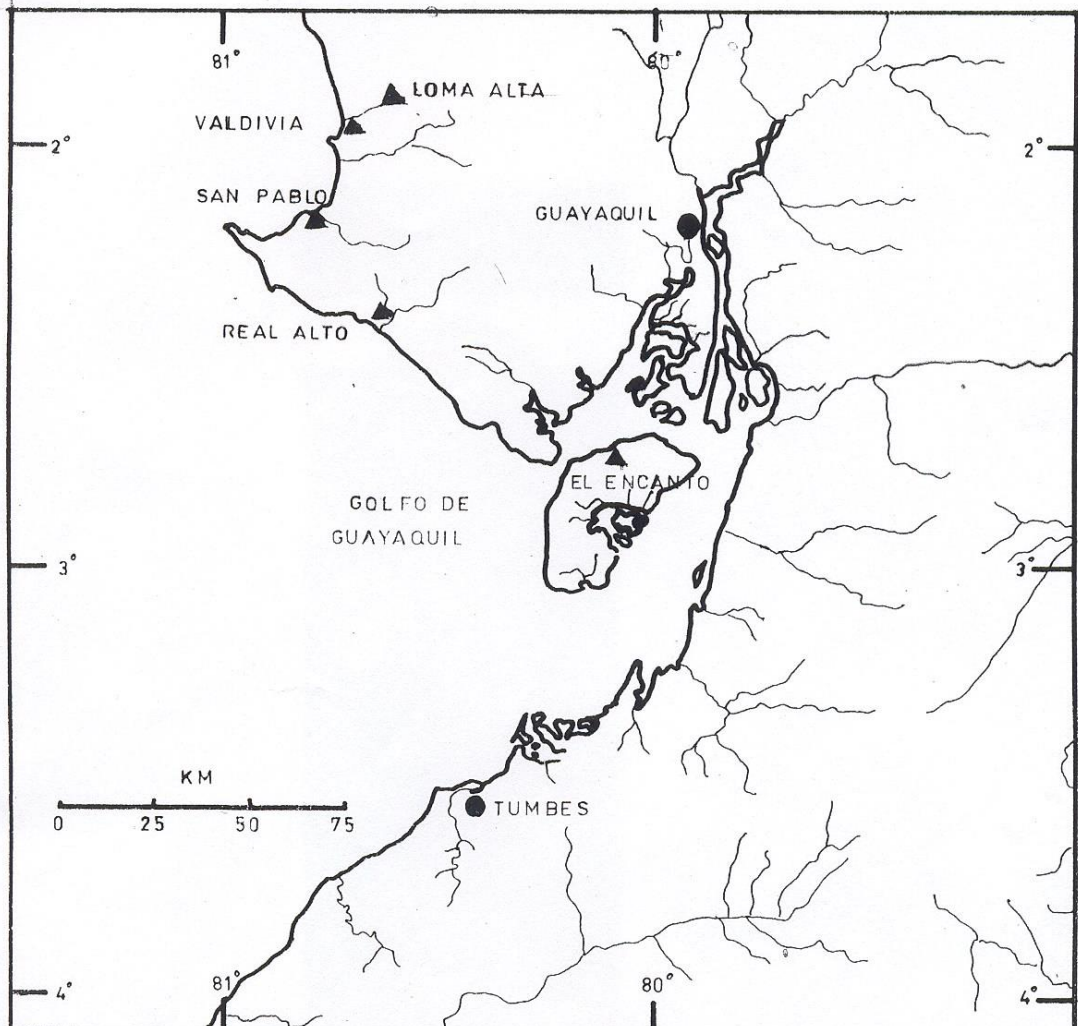 81°
80°
LOMA ALTA
VALDIVIA
2°
2°
SAN PABLO
GUAYAQUIL
REAL ALTO
EL ENCANTO
GOLFO DE
GUAYAQUIL
3°
3°
KM
0 25 50 75
TUMBES
81°
80°
4°
4°